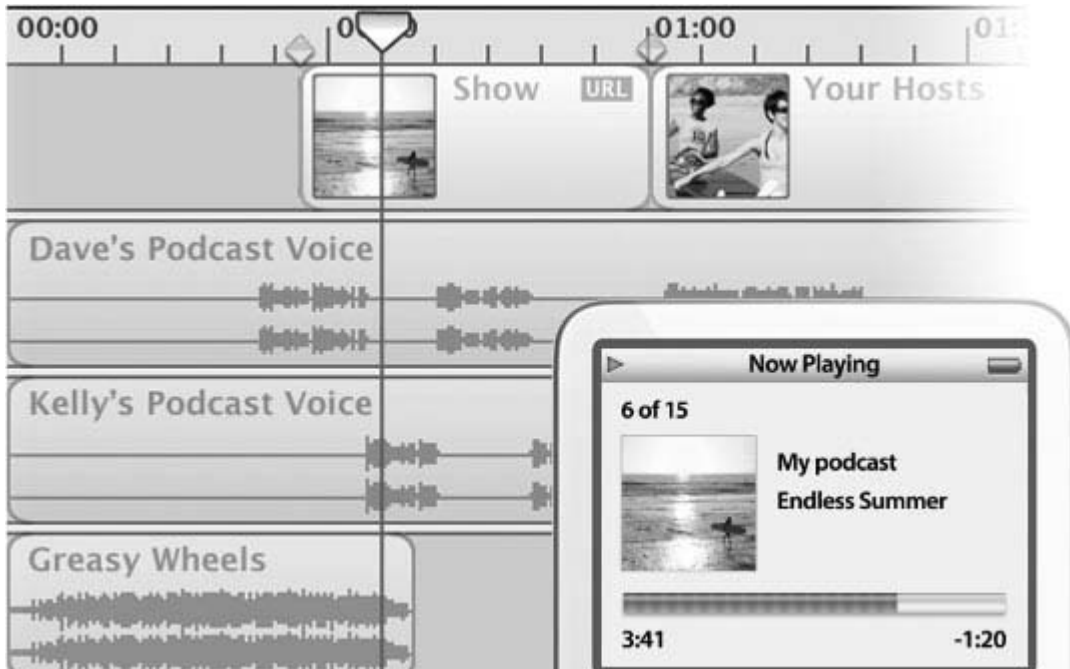 00:00
01:00
Show URL
Your Hosts
Dave's Podcast Voice
Kelly's Podcast Voice
Greasy Wheels
Now Playing
6 of 15
My podcast
Endless Summer
3:41 -1:20